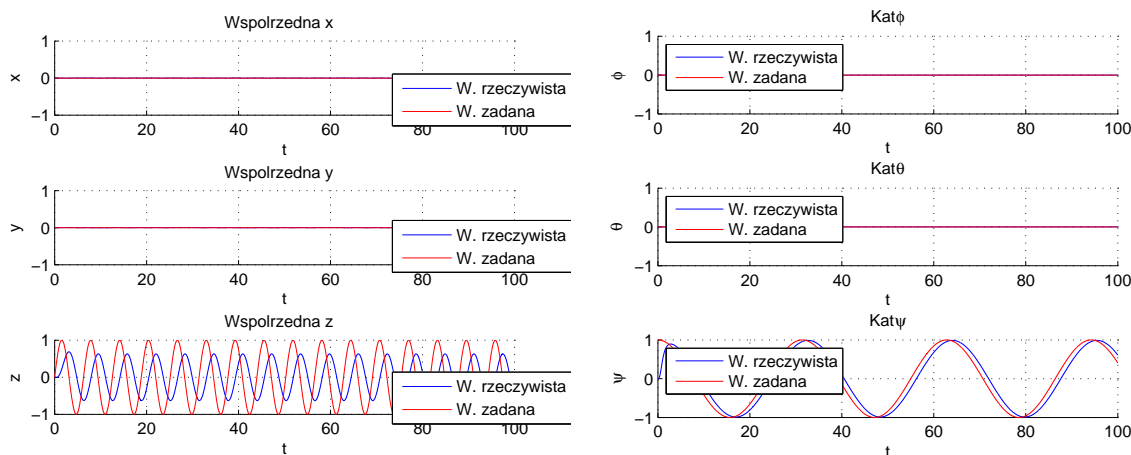 Wspolrzedna x
1
0
−1
x
0 20 40 60 80 100
t
W. rzeczywista
W. zadana
Wspolrzedna y
1
0
−1
y
0 20 40 60 80 100
t
W. rzeczywista
W. zadana
Wspolrzedna z
1
0
−1
z
0 20 40 60 80 100
t
W. rzeczywista
W. zadana
Katϕ
1
0
−1
ϕ
0 20 40 60 80 100
t
W. rzeczywista
W. zadana
Katθ
1
0
−1
θ
0 20 40 60 80 100
t
W. rzeczywista
W. zadana
Katψ
1
0
−1
ψ
0 20 40 60 80 100
t
W. rzeczywista
W. zadana